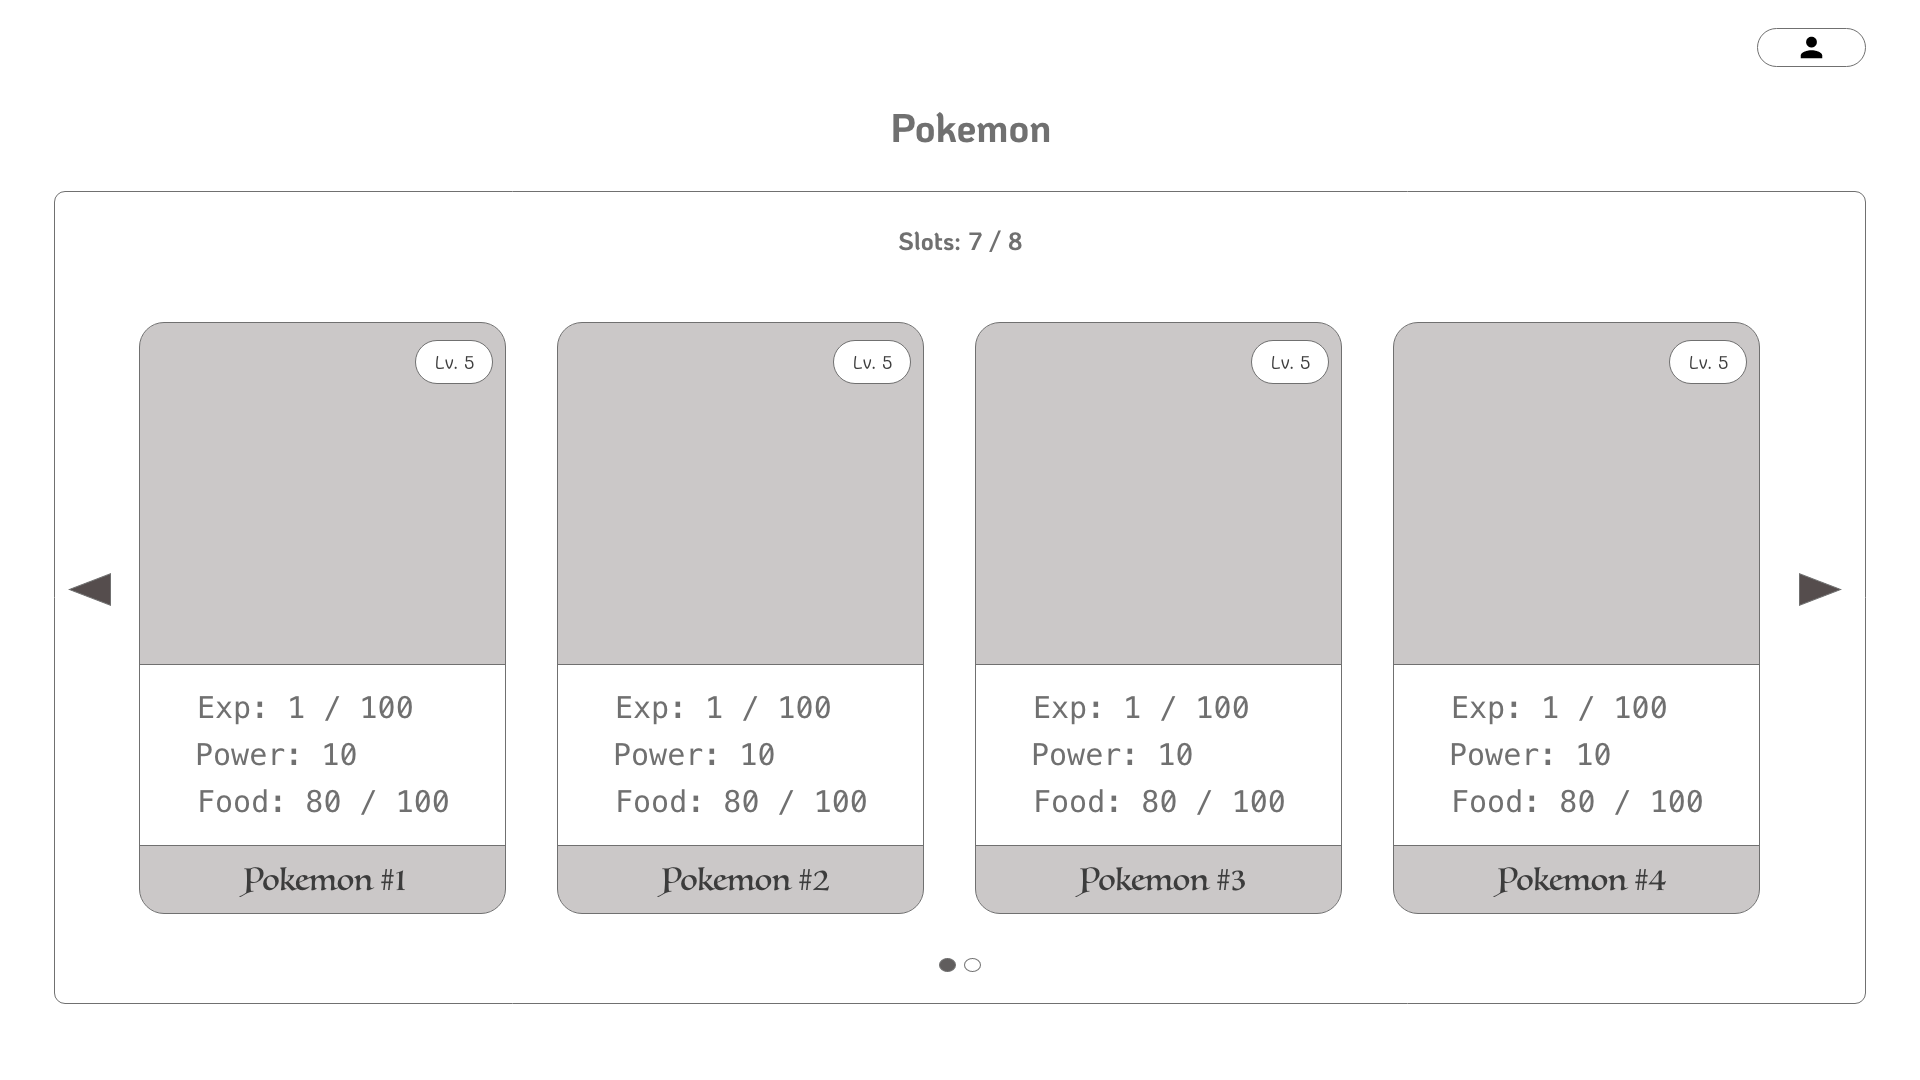 Pokemon
Slots: 7 / 8
Lv. 5
Exp: 1 / 100
Power: 10
Food: 80 / 100
Pokemon #1
Lv. 5
Exp: 1 / 100
Power: 10
Food: 80 / 100
Pokemon #2
Lv. 5
Exp: 1 / 100
Power: 10
Food: 80 / 100
Pokemon #3
Lv. 5
Exp: 1 / 100
Power: 10
Food: 80 / 100
Pokemon #4